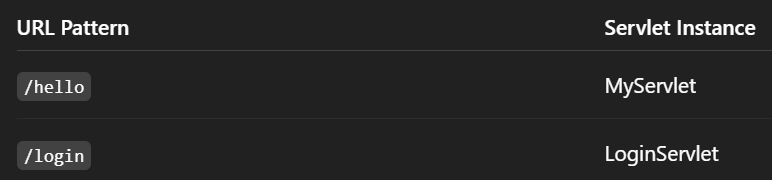 URL Pattern Servlet Instance
/hello MyServlet
/login LoginServlet